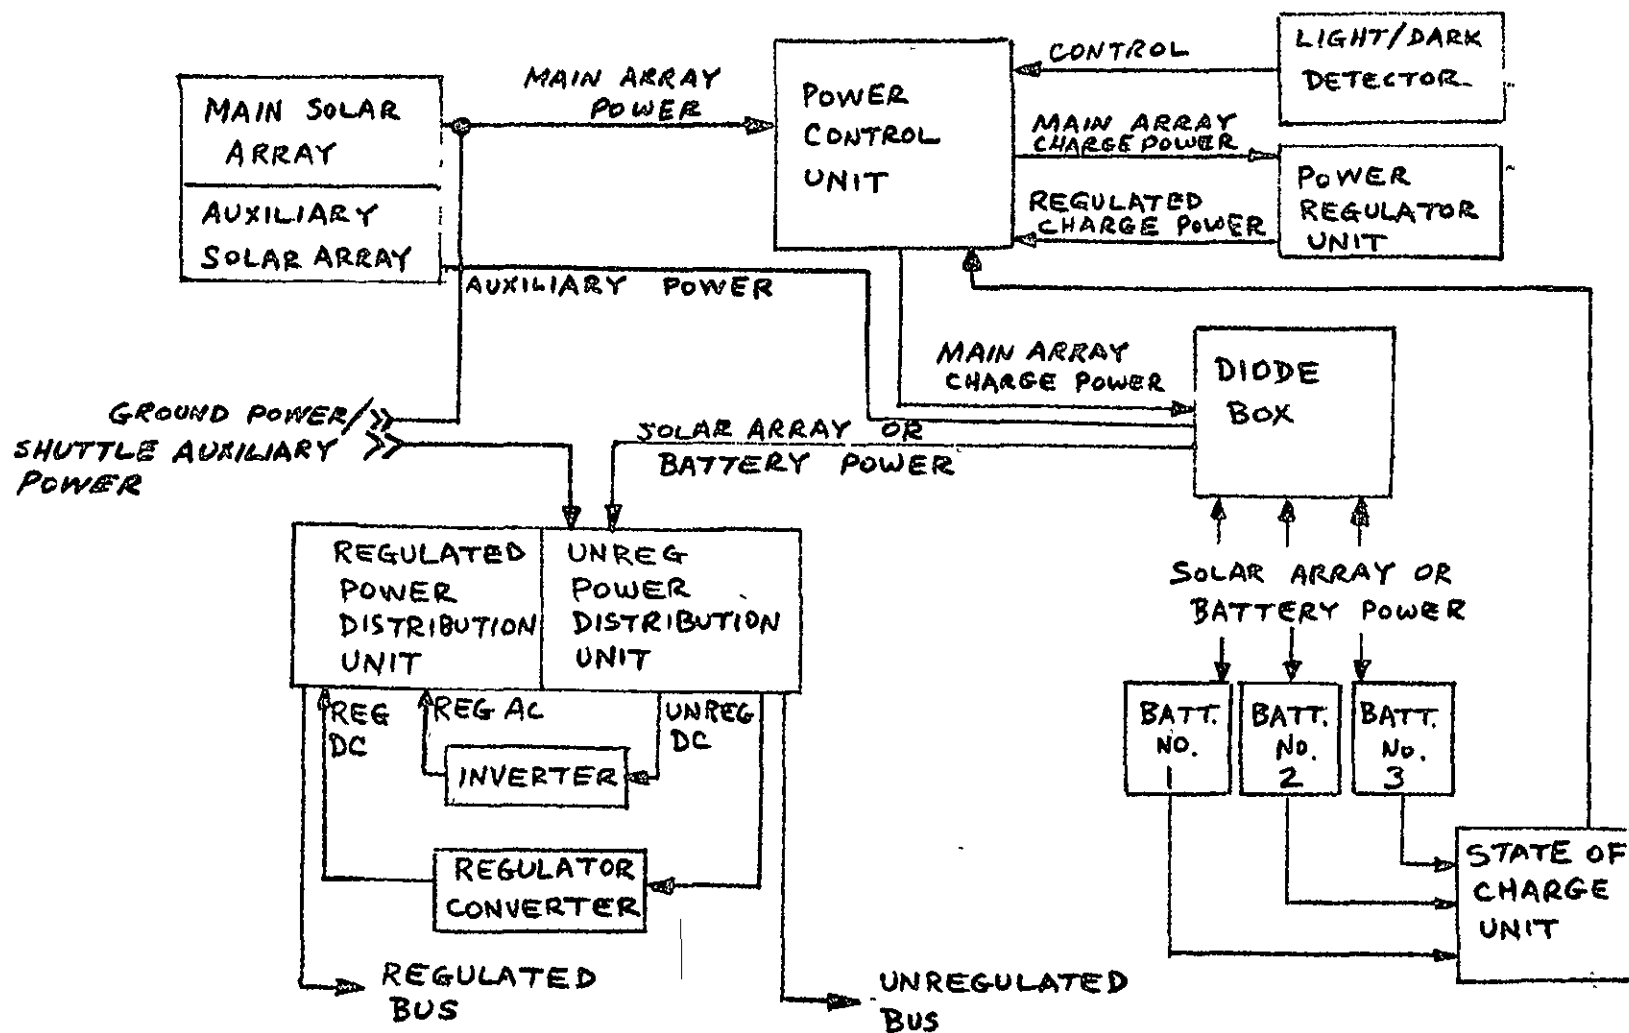 MAIN SOLAR
ARRAY
AUXILIARY
SOLAR ARRAY
MAIN ARRAY
POWER
POWER
CONTROL
UNIT
CONTROL
LIGHT/DARK
DETECTOR
MAIN ARRAY
CHARGE POWER
REGULATED
CHARGE POWER
POWER
REGULATOR
UNIT
AUXILIARY POWER
MAIN ARRAY
CHARGE POWER
DIODE
BOX
GROUND POWER/
SHUTTLE AUXILIARY
POWER
SOLAR ARRAY OR
BATTERY POWER
REGULATED
POWER
DISTRIBUTION
UNIT
UNREG
POWER
DISTRIBUTION
UNIT
SOLAR ARRAY OR
BATTERY POWER
REG
DC
REG AC
UNREG
DC
INVERTER
REGULATOR
CONVERTER
BATT.
NO.
1
BATT.
NO.
2
BATT.
NO.
3
STATE OF
CHARGE
UNIT
REGULATED
BUS
UNREGULATED
BUS